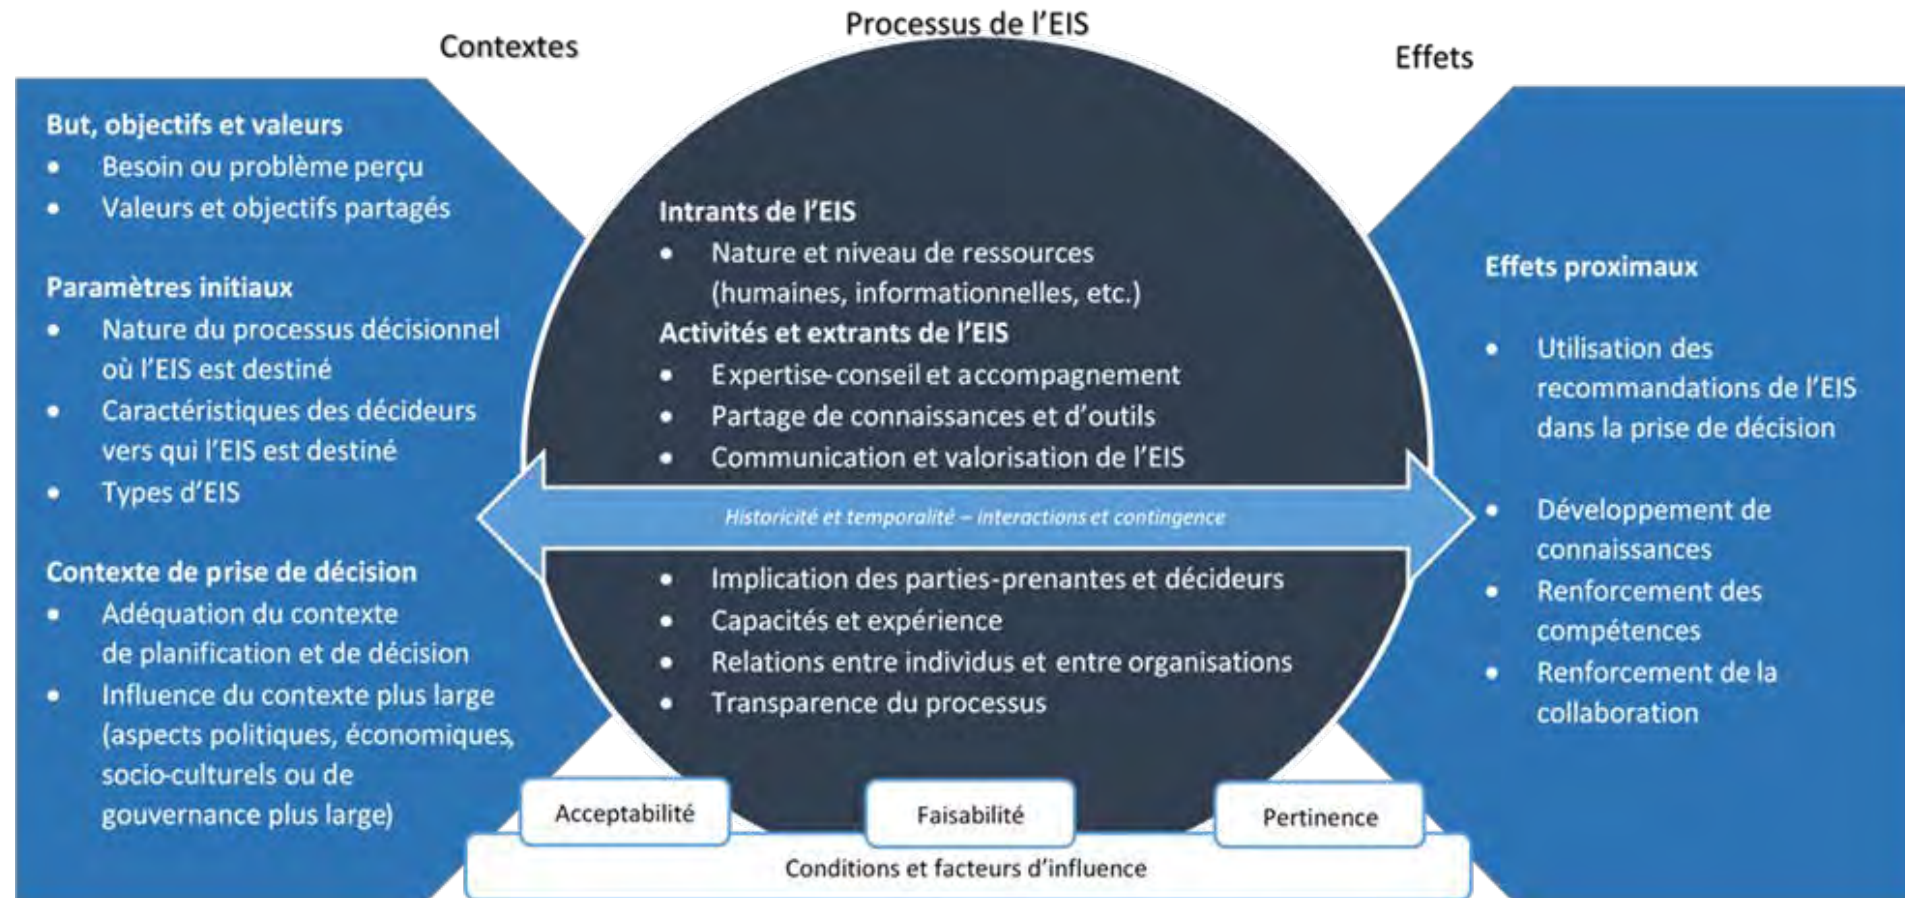 Contextes
Processus de l'EIS
Effets
But, objectifs et valeurs
• Besoin ou problème perçu
• Valeurs et objectifs partagés
Paramètres initiaux
• Nature du processus décisionnel
où l'EIS est destiné
• Caractéristiques des décideurs
vers qui l'EIS est destiné
• Types d'EIS
Contexte de prise de décision
• Adéquation du contexte
de planification et de décision
• Influence du contexte plus large
(aspects politiques, économiques,
socio-culturels ou de
gouvernance plus large)
Intrants de l'EIS
• Nature et niveau de ressources
(humaines, informationnelles, etc.)
Activités et extrants de l'EIS
• Expertise-conseil et accompagnement
• Partage de connaissances et d'outils
• Communication et valorisation de l'EIS
Historicité et temporalité – interactions et contingence
• Implication des parties-prenantes et décideurs
• Capacités et expérience
• Relations entre individus et entre organisations
• Transparence du processus
Effets proximaux
• Utilisation des
recommandations de l'EIS
dans la prise de décision
• Développement de
connaissances
• Renforcement des
compétences
• Renforcement de la
collaboration
Acceptabilité
Faisabilité
Pertinence
Conditions et facteurs d'influence